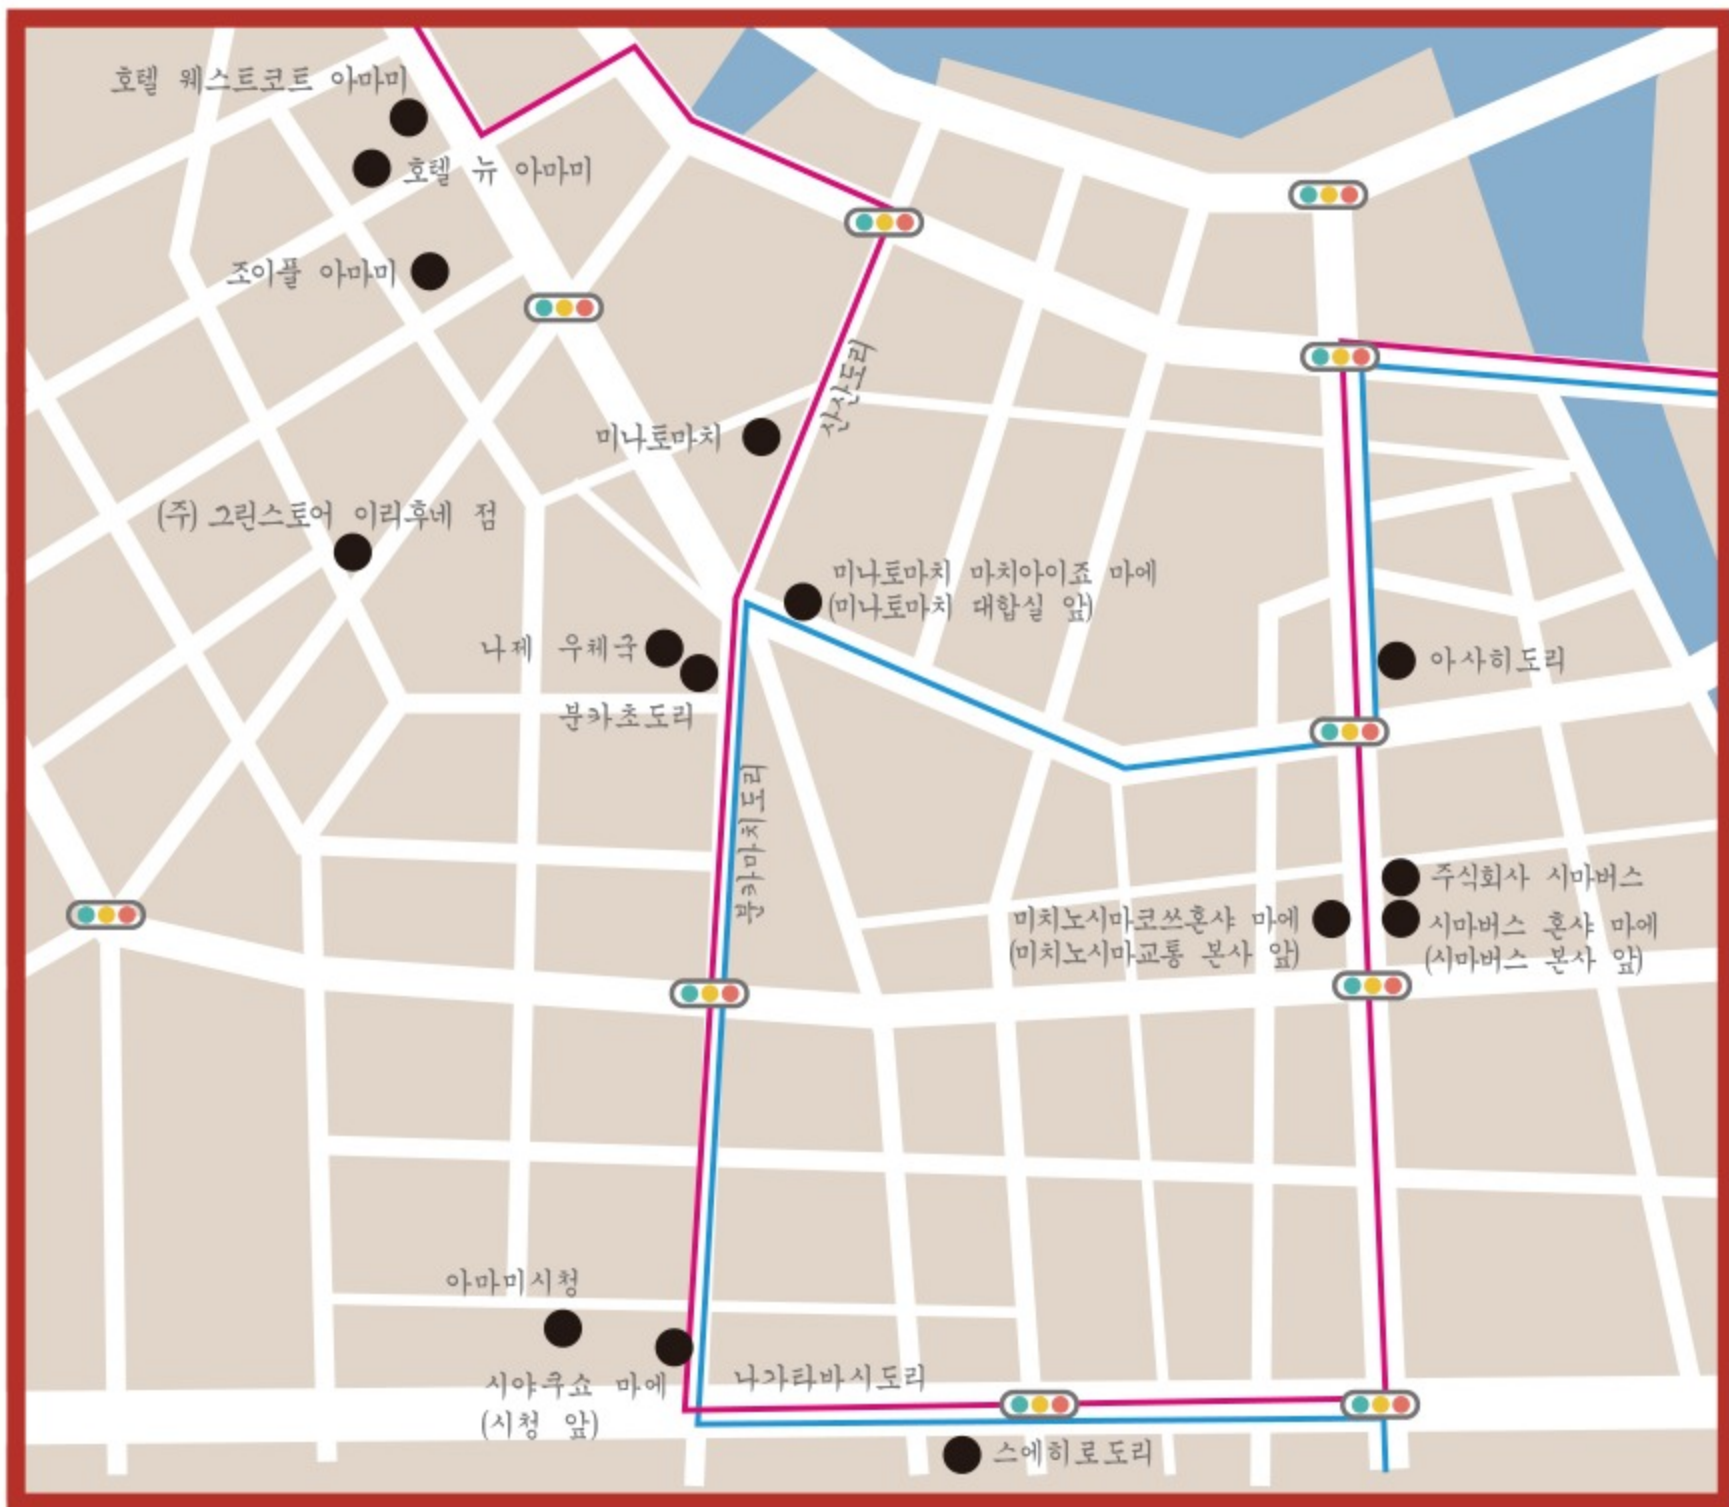 호텔 웨스트코트 아마미
호텔 뉴 아마미
조이풀 아마미
산산도리
미나토마치
(주) 그린스토어 이리후네 점
미나토마치 마치아이죠 마에
(미나토마치 대합실 앞)
나제 우체국
분카초도리
아사히도리
분카마치도리
주식회사 시마버스
미치노시마코쓰혼샤 마에
(미치노시마교통 본사 앞)
시마버스 혼샤 마에
(시마버스 본사 앞)
아마미시청
시야쿠쇼 마에
(시청 앞)
나가타바시도리
스에히로도리